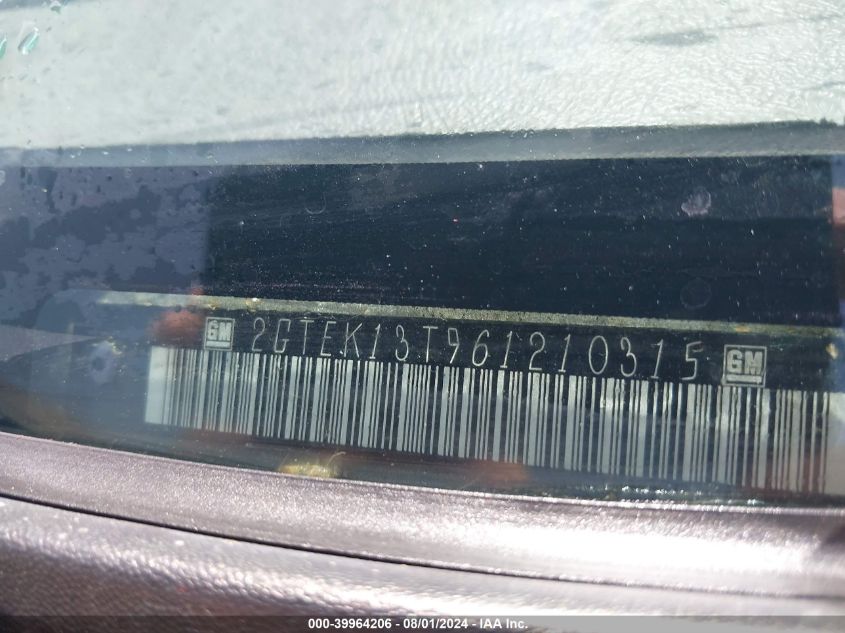 GM 2GTEK13T961210315 GM
000-39964206 - 08/01/2024 - IAA Inc.